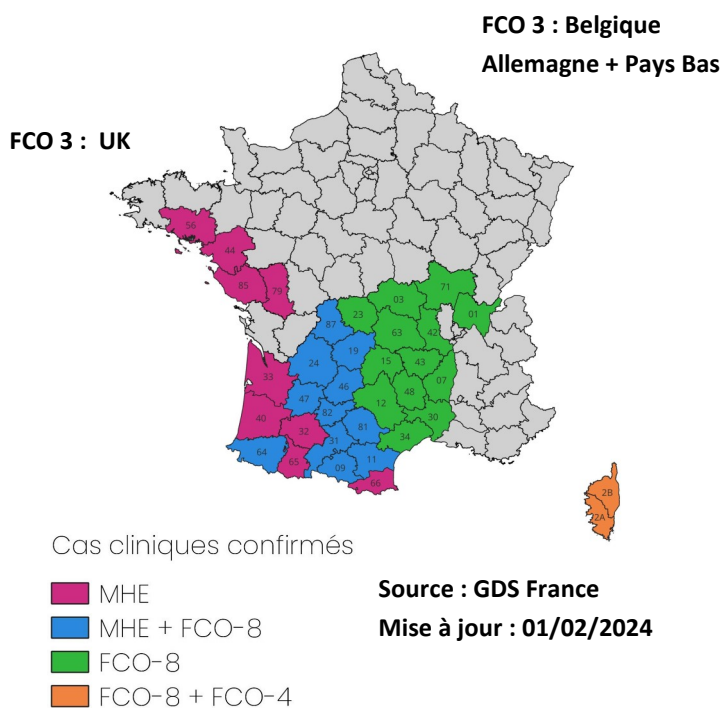 FCO 3 : Belgique
Allemagne + Pays Bas
FCO 3 : UK
56
44
85
79
71
03
01
23
87
63
42
19
24
15
43
33
46
07
48
47
12
82
30
40
32
81
34
31
64
11
65
09
66
2B
2A
Cas cliniques confirmés
MHE
MHE + FCO-8
FCO-8
FCO-8 + FCO-4
Source : GDS France
Mise à jour : 01/02/2024